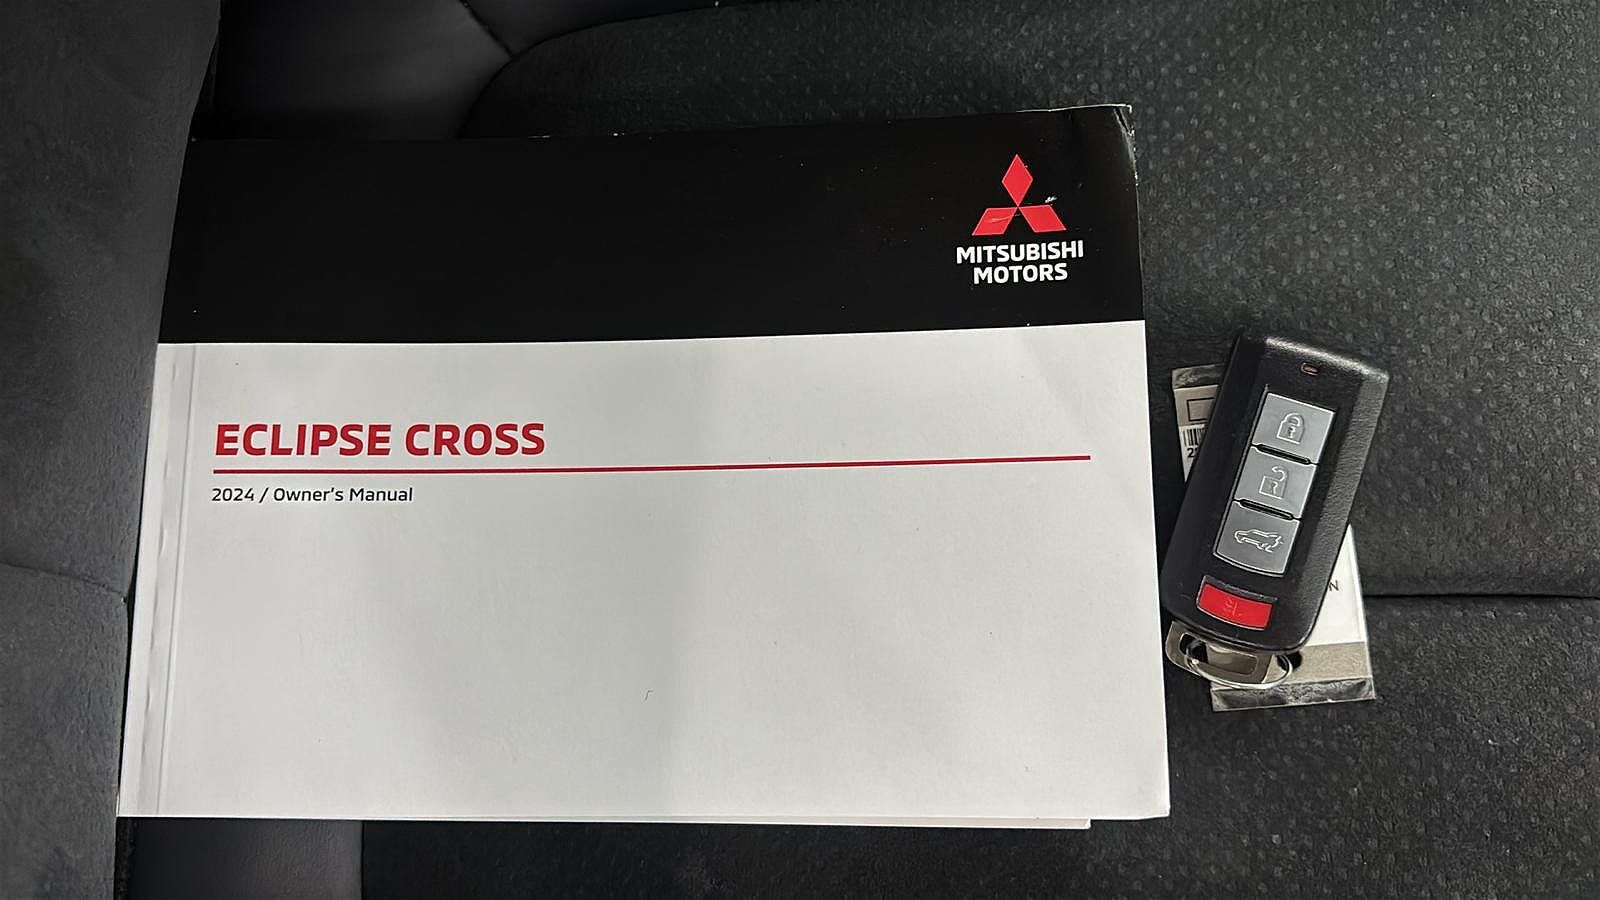 MITSUBISHI
MOTORS
ECLIPSE CROSS
2024 / Owner's Manual